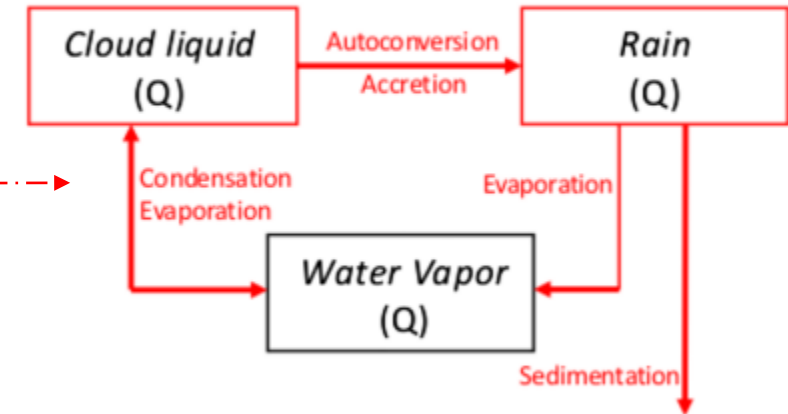 Cloud liquid
(Q)
Autoconversion
Accretion
Rain
(Q)
Condensation
Evaporation
Evaporation
Water Vapor
(Q)
Sedimentation